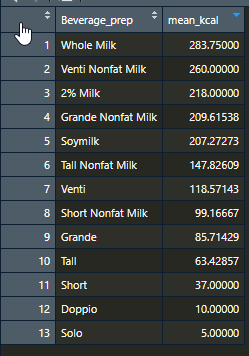 Beverage_prep mean_kcal
1 Whole Milk 283.75000
2 Venti Nonfat Milk 260.00000
3 2% Milk 218.00000
4 Grande Nonfat Milk 209.61538
5 Soymilk 207.27273
6 Tall Nonfat Milk 147.82609
7 Venti 118.57143
8 Short Nonfat Milk 99.16667
9 Grande 85.71429
10 Tall 63.42857
11 Short 37.00000
12 Doppio 10.00000
13 Solo 5.00000